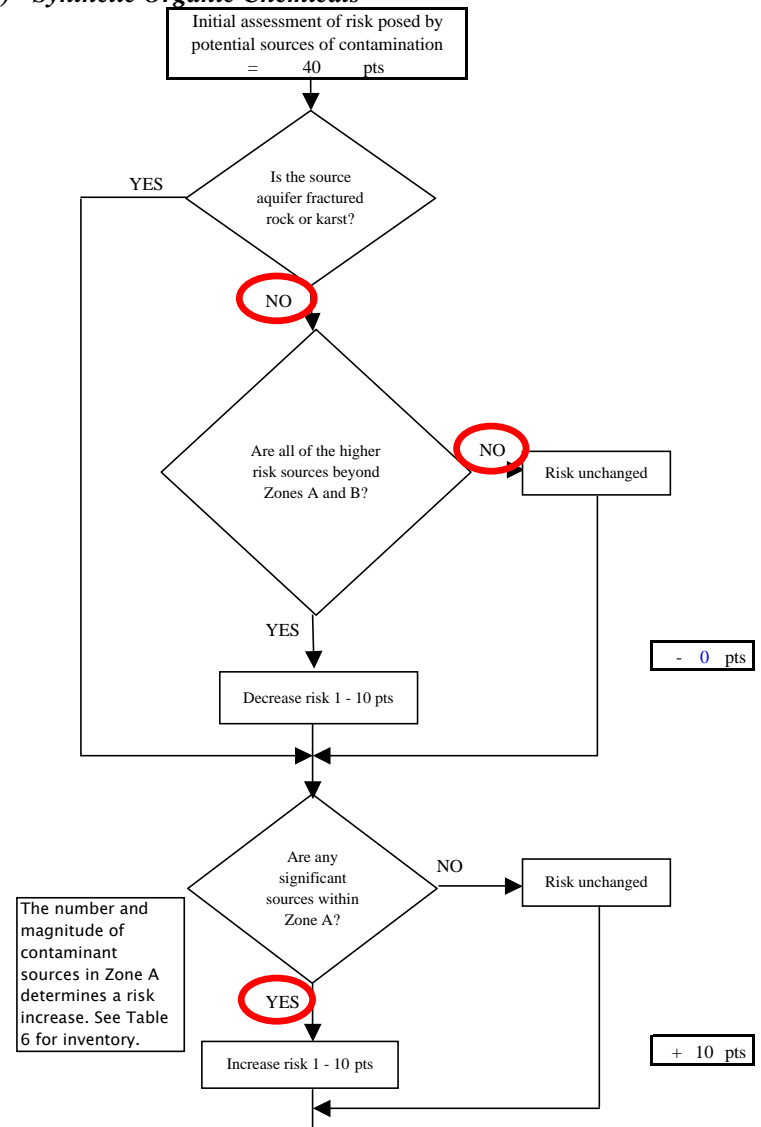 ) Synthetic Organic Chemicals
Initial assessment of risk posed by
potential sources of contamination
= 40 pts
Is the source
aquifer fractured
rock or karst?
YES
NO
Are all of the higher
risk sources beyond
Zones A and B?
NO
Risk unchanged
YES
- 0 pts
Decrease risk 1 - 10 pts
Are any
significant
sources within
Zone A?
NO
Risk unchanged
The number and
magnitude of
contaminant
sources in Zone A
determines a risk
increase. See Table
6 for inventory.
YES
Increase risk 1 - 10 pts
+ 10 pts